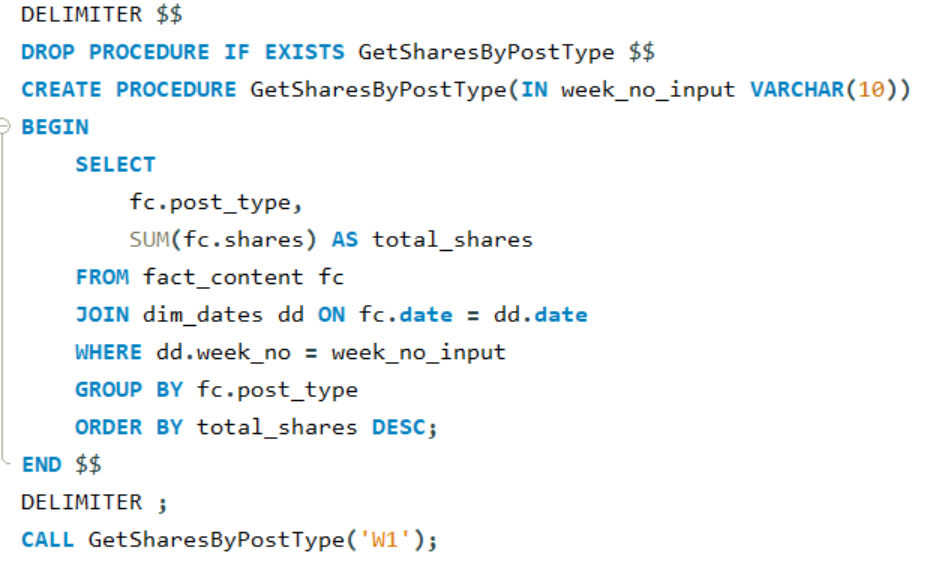 DELIMITER $$
DROP PROCEDURE IF EXISTS GetSharesByPostType $$
CREATE PROCEDURE GetSharesByPostType(IN week_no_input VARCHAR(10))
BEGIN
    SELECT
        fc.post_type,
        SUM(fc.shares) AS total_shares
    FROM fact_content fc
    JOIN dim_dates dd ON fc.date = dd.date
    WHERE dd.week_no = week_no_input
    GROUP BY fc.post_type
    ORDER BY total_shares DESC;
END $$
DELIMITER ;
CALL GetSharesByPostType('W1');